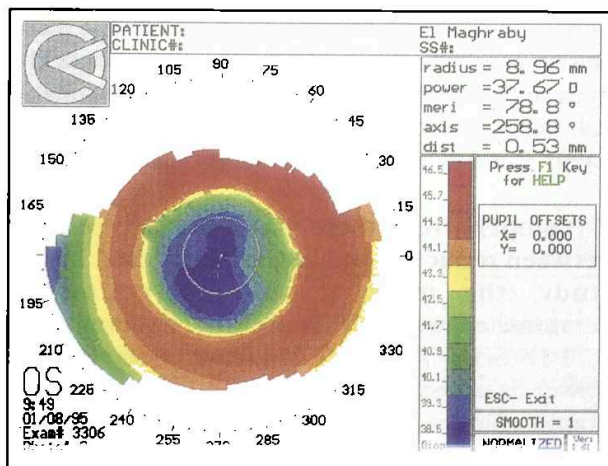 PATIENT:
CLINIC#:
El Maghraby
SS#:
radius = 8.96 mm
power =37.67 D
meri = 78.8 °
axis =258.8 °
dist = 0.53 mm
105 90 75
120 60
135 45
150 30
165 15
0
195
210 330
225 315
240 255 270 285 300
46.5
45.7
44.9
44.1
43.3
42.5
41.7
40.9
40.1
39.3
38.5
Press F1 Key
for HELP
PUPIL OFFSETS
X= 0.000
Y= 0.000
ESC- Exit
SMOOTH = 1
NORMALIZED
OS
9:49
01/08/95
Exam# 3306